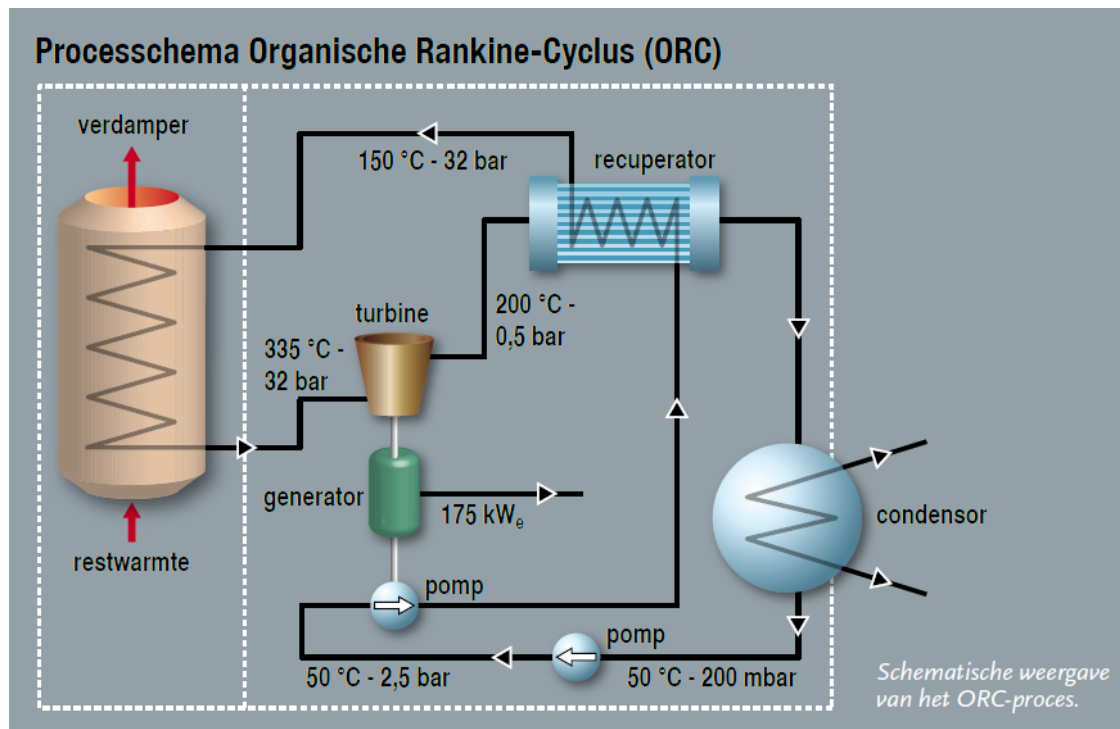 Processchema Organische Rankine-Cyclus (ORC)
verdamper
150 °C - 32 bar
recuperator
turbine
200 °C -
0,5 bar
335 °C -
32 bar
generator
175 kWe
condensor
restwarmte
pomp
pomp
50 °C - 2,5 bar
50 °C - 200 mbar
Schematische weergave
van het ORC-proces.